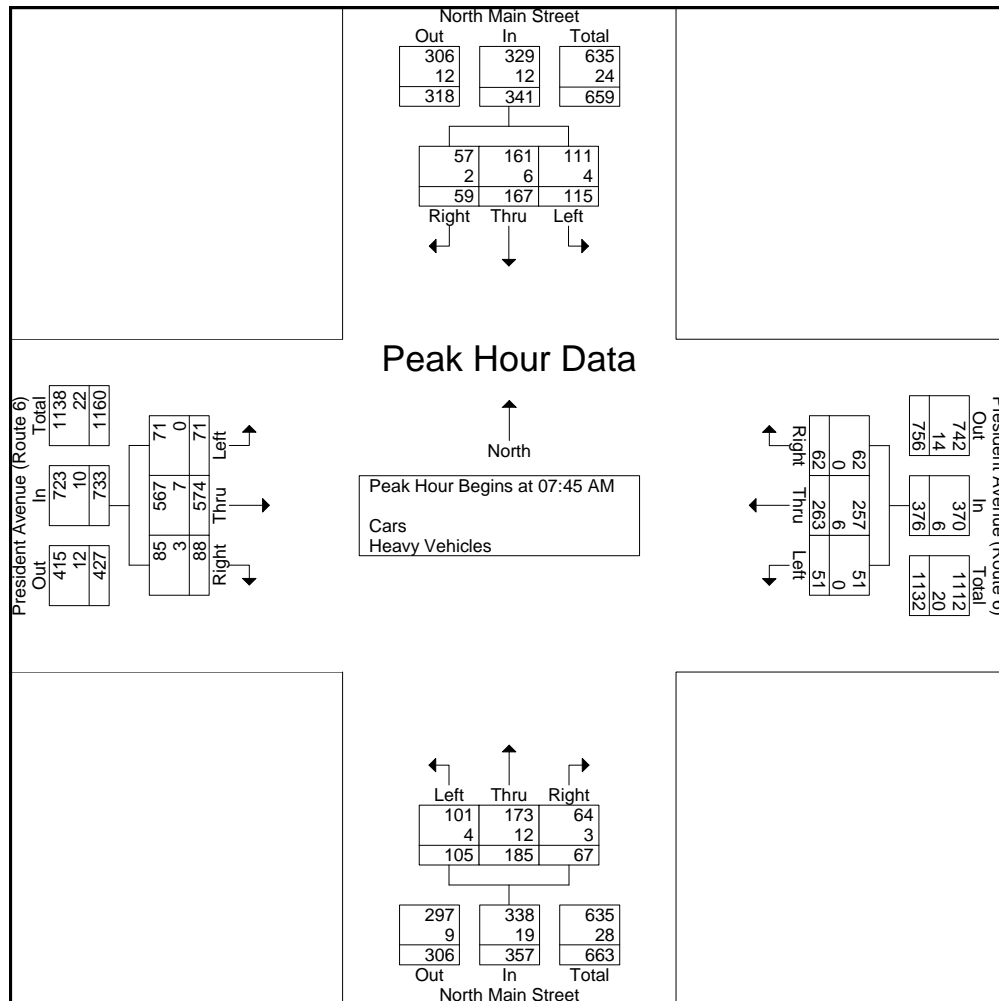 North Main Street
Out In Total
306 329 635
12 12 24
318 341 659
57 161 111
2 6 4
59 167 115
Right Thru Left
Peak Hour Data
North
Peak Hour Begins at 07:45 AM
Cars
Heavy Vehicles
President Avenue (Route 6)
Total In Out
1138 723 415
22 10 12
1160 733 427
71 567 85
0 7 3
71 574 88
Left Thru Right
President Avenue (Route 6)
Out In Total
742 370 1112
14 6 20
756 376 1132
62 257 51
0 6 0
62 263 51
Right Thru Left
Left Thru Right
101 173 64
4 12 3
105 185 67
297 338 635
9 19 28
306 357 663
Out In Total
North Main Street